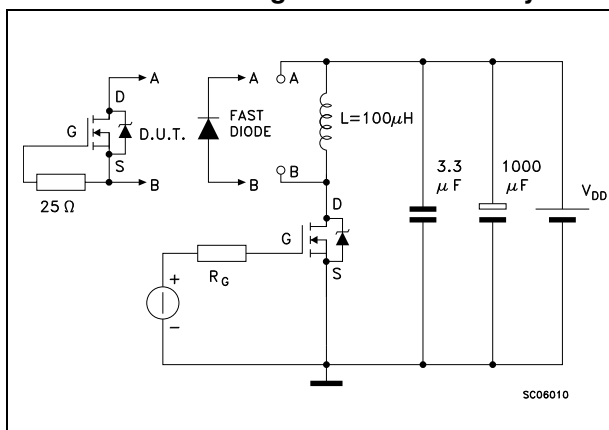 A
A
A
D
G
D.U.T.
S
B
25 Ω
FAST
DIODE
B
B
L=100μH
3.3
μF
1000
μF
VDD
D
G
S
RG
+
−
SC06010